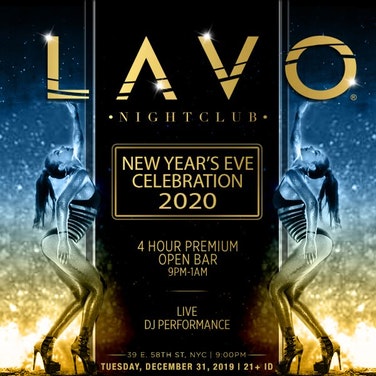 LAVO®
•NIGHTCLUB•
NEW YEAR'S EVE
CELEBRATION
2020
4 HOUR PREMIUM
OPEN BAR
9PM-1AM
LIVE
DJ PERFORMANCE
39 E. 58TH ST, NYC | 9:00PM
TUESDAY, DECEMBER 31, 2019 | 21+ ID